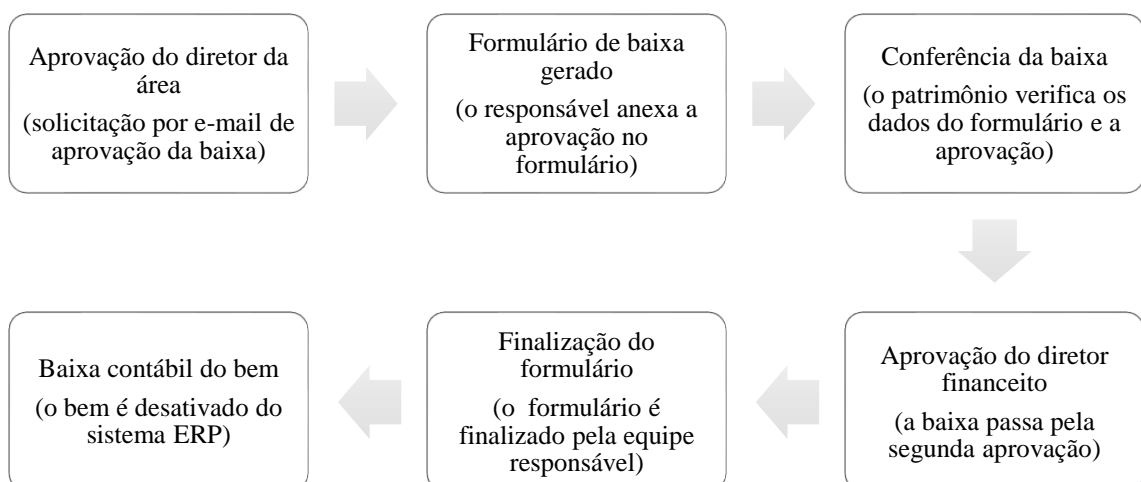 Aprovação do diretor da
área
(solicitação por e-mail de
aprovação da baixa)
Formulário de baixa
gerado
(o responsável anexa a
aprovação no
formulário)
Conferência da baixa
(o patrimônio verifica os
dados do formulário e a
aprovação)
Aprovação do diretor
financeito
(a baixa passa pela
segunda aprovação)
Finalização do
formulário
(o formulário é
finalizado pela equipe
responsável)
Baixa contábil do bem
(o bem é desativado do
sistema ERP)